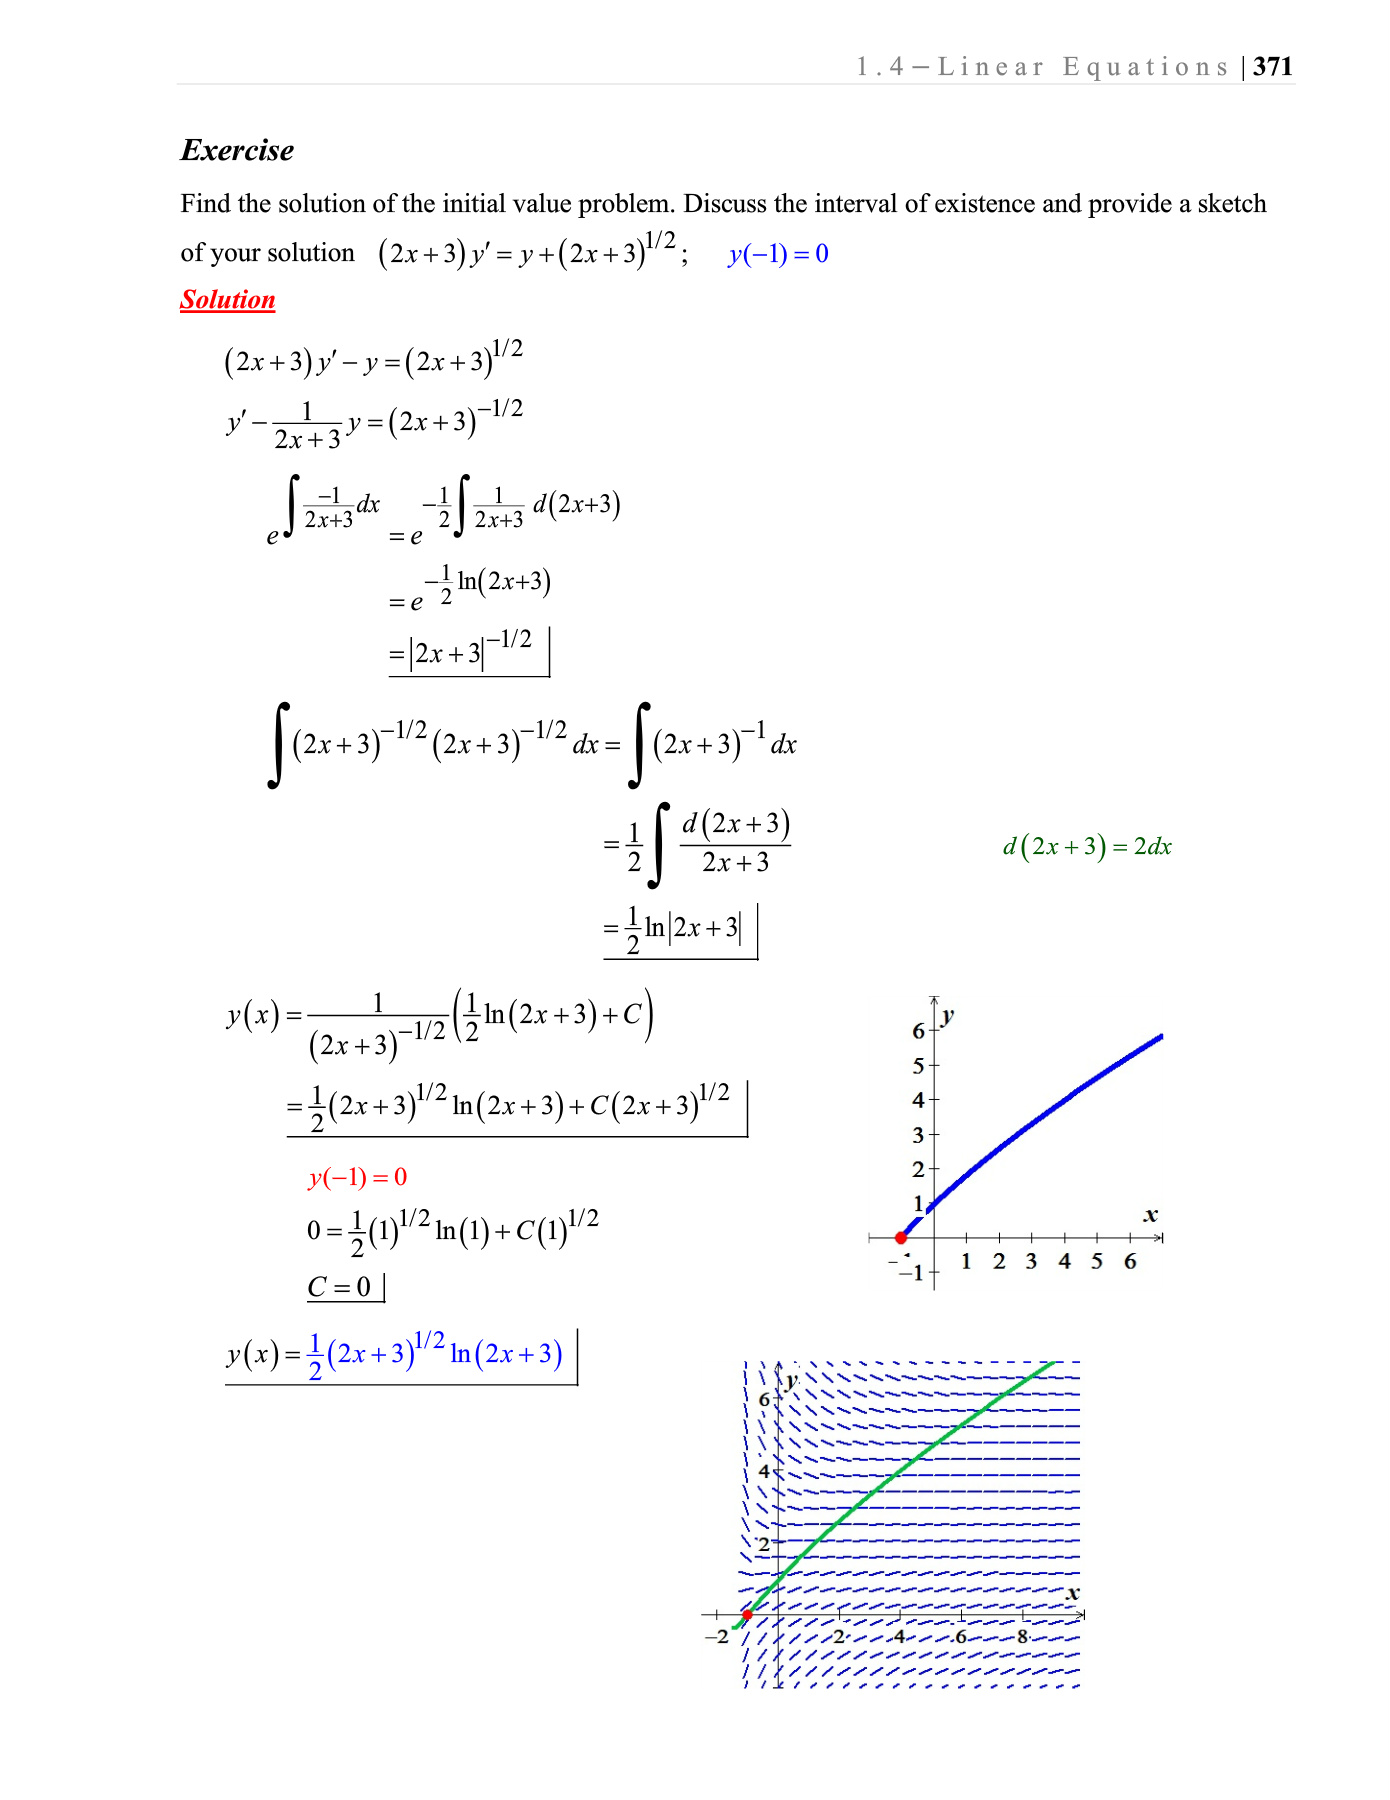 1.4 – Linear Equations | 371
Exercise
Find the solution of the initial value problem. Discuss the interval of existence and provide a sketch
of your solution (2x+3)y′ = y+(2x+3)^{1/2}; y(−1) = 0
Solution
(2x+3)y′ − y = (2x+3)^{1/2}
y′ − \frac{1}{2x+3} y = (2x+3)^{−1/2}
e^{∫ \frac{−1}{2x+3} dx} = e^{−\frac{1}{2} ∫ \frac{1}{2x+3} d(2x+3)}
= e^{−\frac{1}{2} ln(2x+3)}
= |2x+3|^{−1/2}
∫ (2x+3)^{−1/2} (2x+3)^{−1/2} dx = ∫ (2x+3)^{−1} dx
= \frac{1}{2} ∫ \frac{d(2x+3)}{2x+3} d(2x+3) = 2dx
= \frac{1}{2} ln|2x+3|
y(x) = \frac{1}{(2x+3)^{−1/2}} (\frac{1}{2} ln(2x+3) + C)
= \frac{1}{2} (2x+3)^{1/2} ln(2x+3) + C(2x+3)^{1/2}
y(−1) = 0
0 = \frac{1}{2} (1)^{1/2} ln(1) + C(1)^{1/2}
C = 0
y(x) = \frac{1}{2} (2x+3)^{1/2} ln(2x+3)
y
6
5
4
3
2
1
x
1 2 3 4 5 6
−1
y
6
4
2
x
−2 2 4 6 8